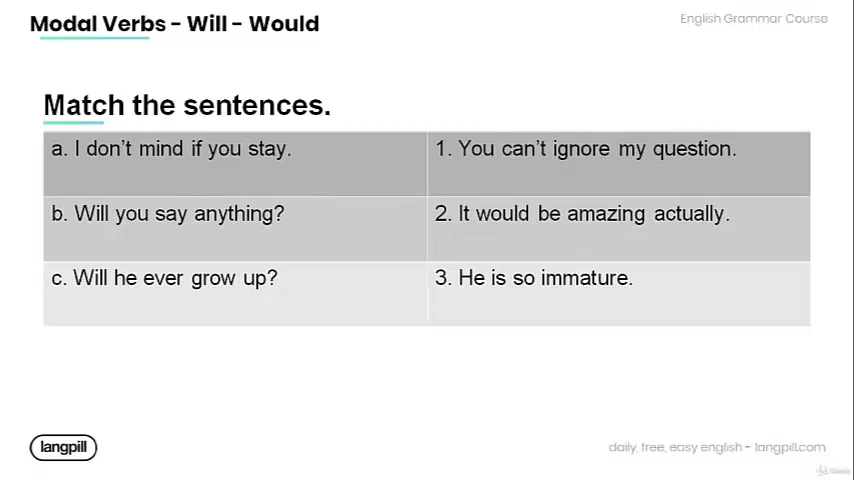 Modal Verbs - Will - Would
English Grammar Course
Match the sentences.
a. I don't mind if you stay.
1. You can't ignore my question.
b. Will you say anything?
2. It would be amazing actually.
c. Will he ever grow up?
3. He is so immature.
langpill
daily, free, easy english - langpill.com
Udemy